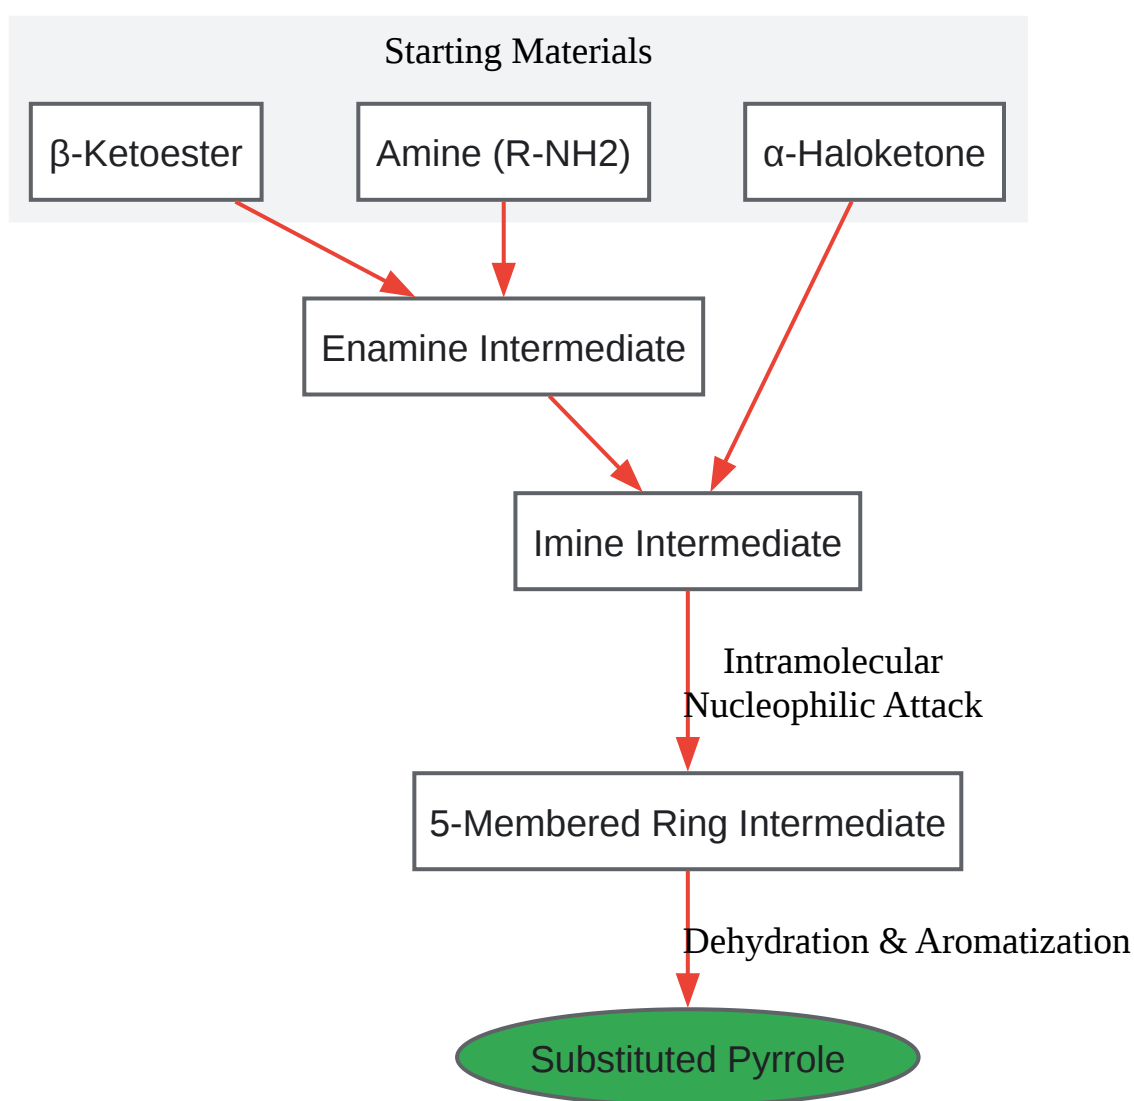 Starting Materials
β-Ketoester
Amine (R-NH2)
α-Haloketone
Enamine Intermediate
Imine Intermediate
Intramolecular
Nucleophilic Attack
5-Membered Ring Intermediate
Dehydration & Aromatization
Substituted Pyrrole